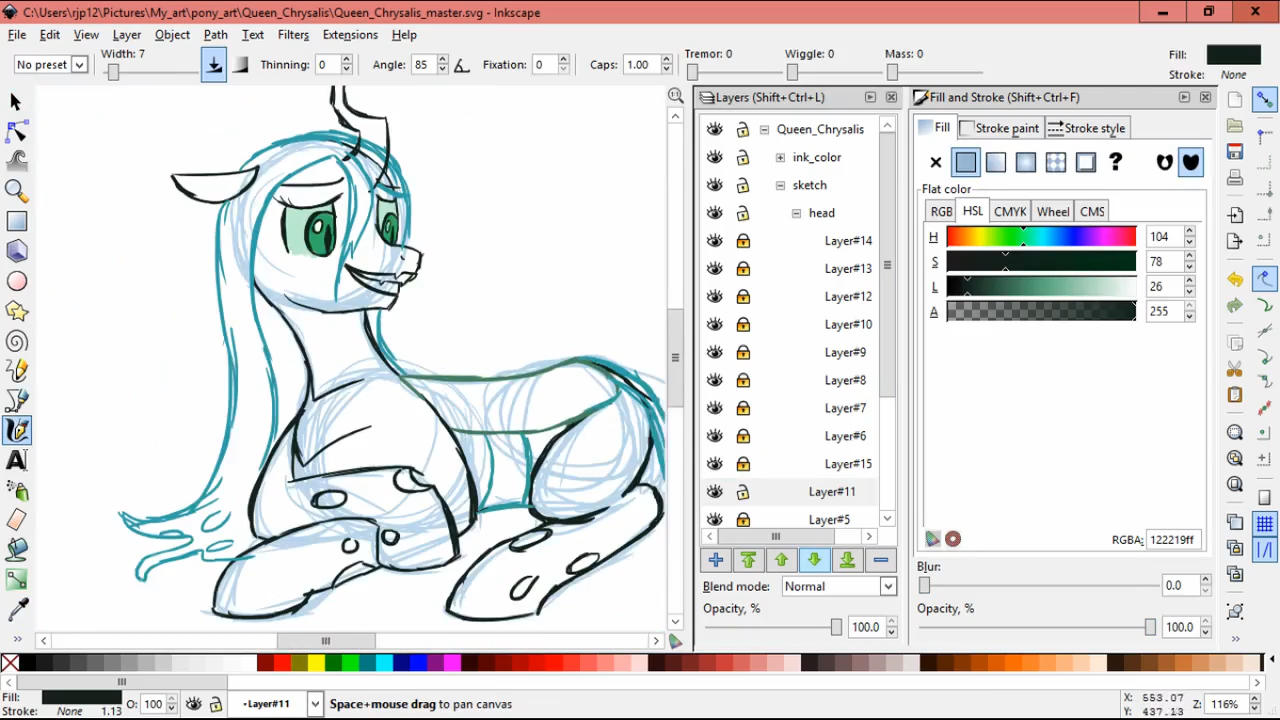 C:\Users\rjp12\Pictures\My_art\pony_art\Queen_Chrysalis\Queen_Chrysalis_master.svg - Inkscape
File Edit View Layer Object Path Text Filters Extensions Help
No preset Width: 7 Thinning: 0 Angle: 85 Fixation: 0 Caps: 1.00 Tremor: 0 Wiggle: 0 Mass: 0 Fill:
Stroke: None
Layers (Shift+Ctrl+L)
Queen_Chrysalis
ink_color
sketch
head
Layer#14
Layer#13
Layer#12
Layer#10
Layer#9
Layer#8
Layer#7
Layer#6
Layer#15
Layer#11
Layer#5
Blend mode: Normal
Opacity, % 100.0
Fill and Stroke (Shift+Ctrl+F)
Fill Stroke paint Stroke style
?
Flat color
RGB HSL CMYK Wheel CMS
H 104
S 78
L 26
A 255
RGBA: 122219ff
Blur:
0.0
Opacity, %
100.0
Fill:
Stroke: None 1.13 O: 100 •Layer#11 Space+mouse drag to pan canvas
X: 553.07
Y: 437.13
Z: 116%